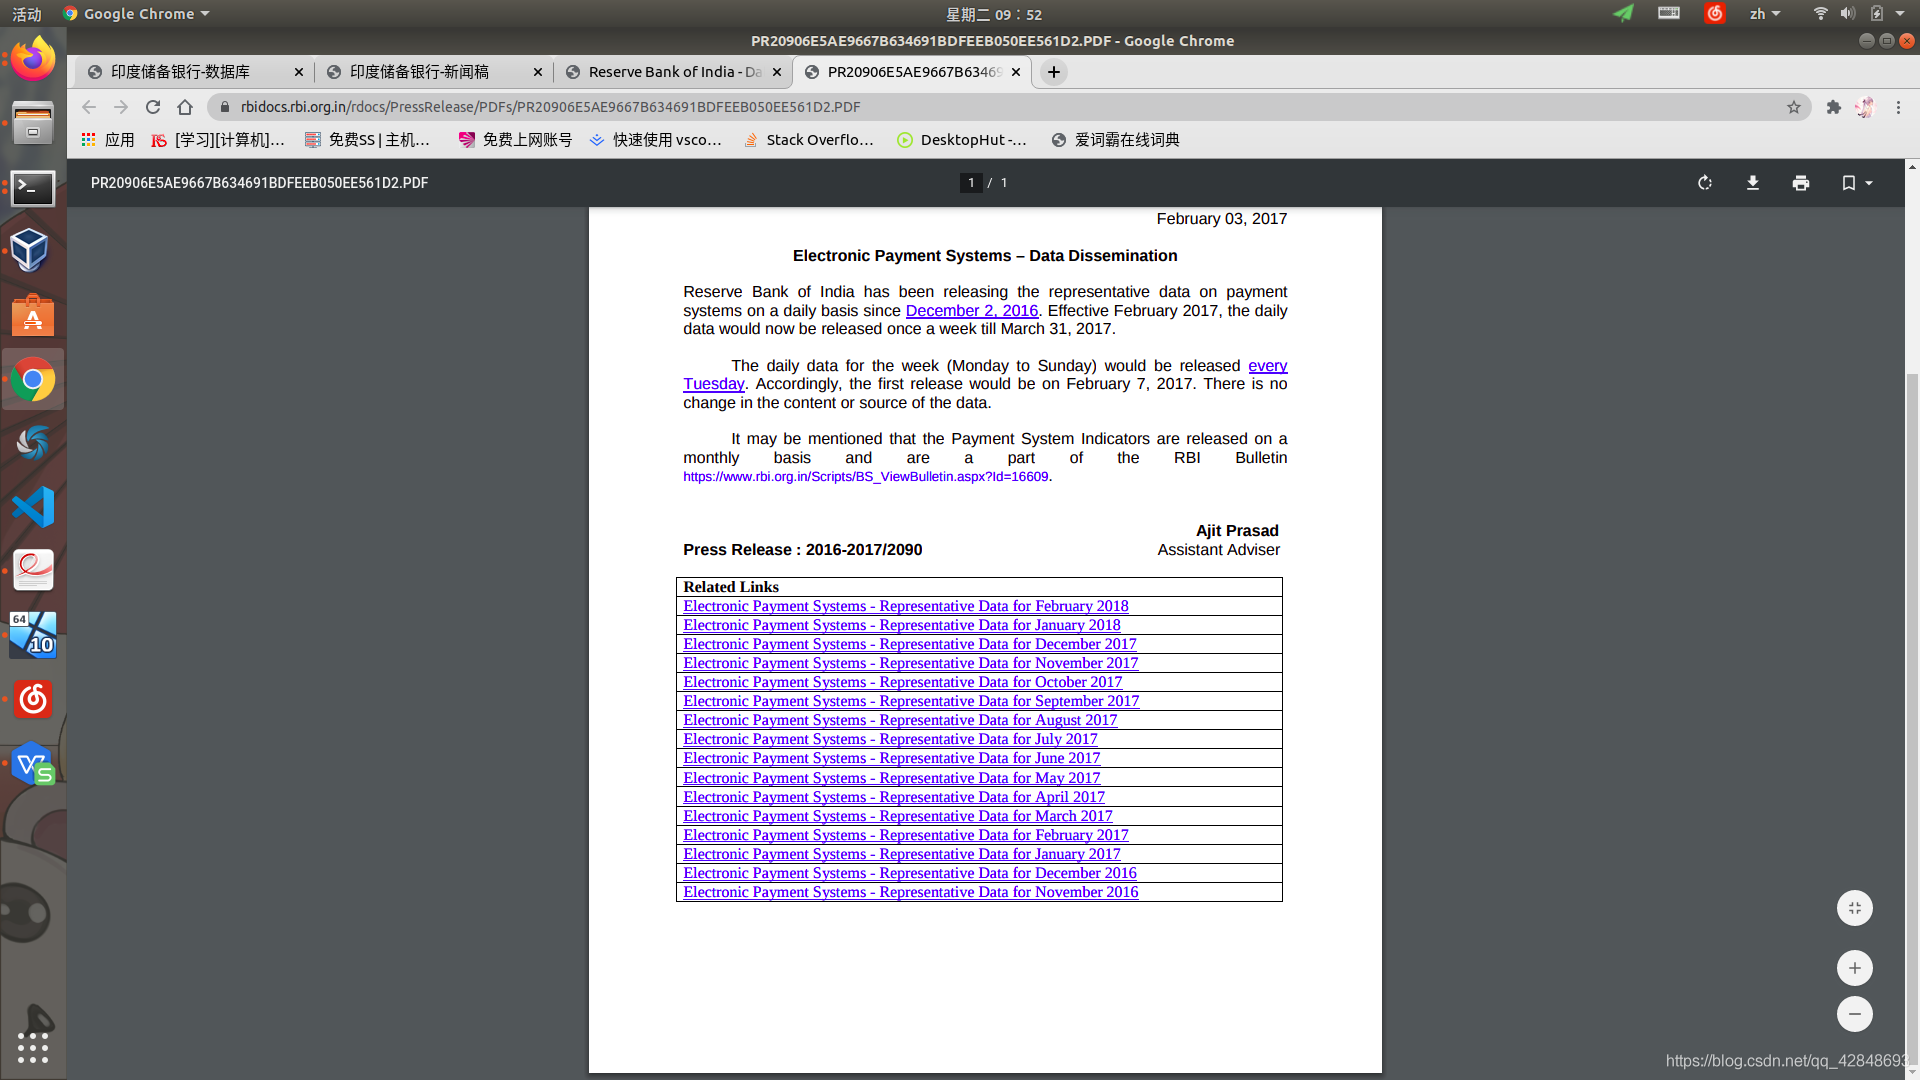 活动
Google Chrome
星期二 09：52
zh
PR20906E5AE9667B634691BDFEEB050EE561D2.PDF - Google Chrome
印度储备银行-数据库
印度储备银行-新闻稿
Reserve Bank of India - Da
PR20906E5AE9667B63469
rbidocs.rbi.org.in/rdocs/PressRelease/PDFs/PR20906E5AE9667B634691BDFEEB050EE561D2.PDF
应用
[学习][计算机]...
免费SS | 主机...
免费上网账号
快速使用 vsco...
Stack Overflo...
DesktopHut -...
爱词霸在线词典
PR20906E5AE9667B634691BDFEEB050EE561D2.PDF
1 / 1
February 03, 2017
Electronic Payment Systems – Data Dissemination
Reserve Bank of India has been releasing the representative data on payment
systems on a daily basis since December 2, 2016. Effective February 2017, the daily
data would now be released once a week till March 31, 2017.
The daily data for the week (Monday to Sunday) would be released every
Tuesday. Accordingly, the first release would be on February 7, 2017. There is no
change in the content or source of the data.
It may be mentioned that the Payment System Indicators are released on a
monthly basis and are a part of the RBI Bulletin
https://www.rbi.org.in/Scripts/BS_ViewBulletin.aspx?Id=16609.
Ajit Prasad
Press Release : 2016-2017/2090
Assistant Adviser
Related Links
Electronic Payment Systems - Representative Data for February 2018
Electronic Payment Systems - Representative Data for January 2018
Electronic Payment Systems - Representative Data for December 2017
Electronic Payment Systems - Representative Data for November 2017
Electronic Payment Systems - Representative Data for October 2017
Electronic Payment Systems - Representative Data for September 2017
Electronic Payment Systems - Representative Data for August 2017
Electronic Payment Systems - Representative Data for July 2017
Electronic Payment Systems - Representative Data for June 2017
Electronic Payment Systems - Representative Data for May 2017
Electronic Payment Systems - Representative Data for April 2017
Electronic Payment Systems - Representative Data for March 2017
Electronic Payment Systems - Representative Data for February 2017
Electronic Payment Systems - Representative Data for January 2017
Electronic Payment Systems - Representative Data for December 2016
Electronic Payment Systems - Representative Data for November 2016
64
10
https://blog.csdn.net/qq_42848693